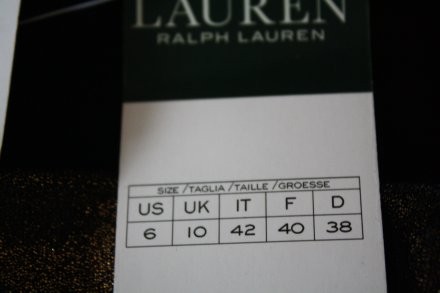 LAUREN
RALPH LAUREN
SIZE /TAGLIA /TAILLE /GROESSE
US UK IT F D
6 10 42 40 38